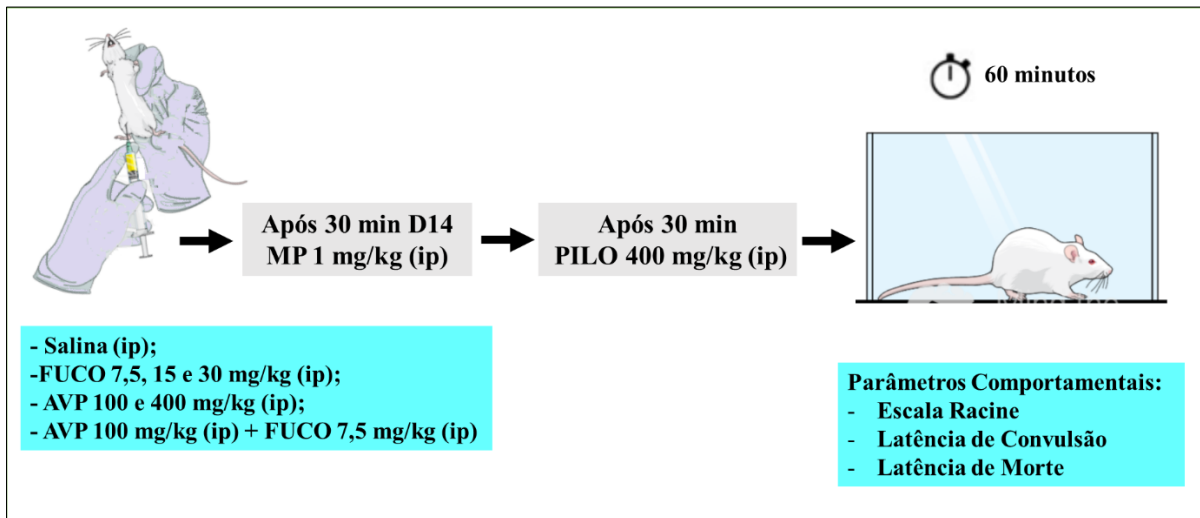 60 minutos
Após 30 min D14
MP 1 mg/kg (ip)
Após 30 min
PILO 400 mg/kg (ip)
- Salina (ip);
-FUCO 7,5, 15 e 30 mg/kg (ip);
- AVP 100 e 400 mg/kg (ip);
- AVP 100 mg/kg (ip) + FUCO 7,5 mg/kg (ip)
Parâmetros Comportamentais:
- Escala Racine
- Latência de Convulsão
- Latência de Morte